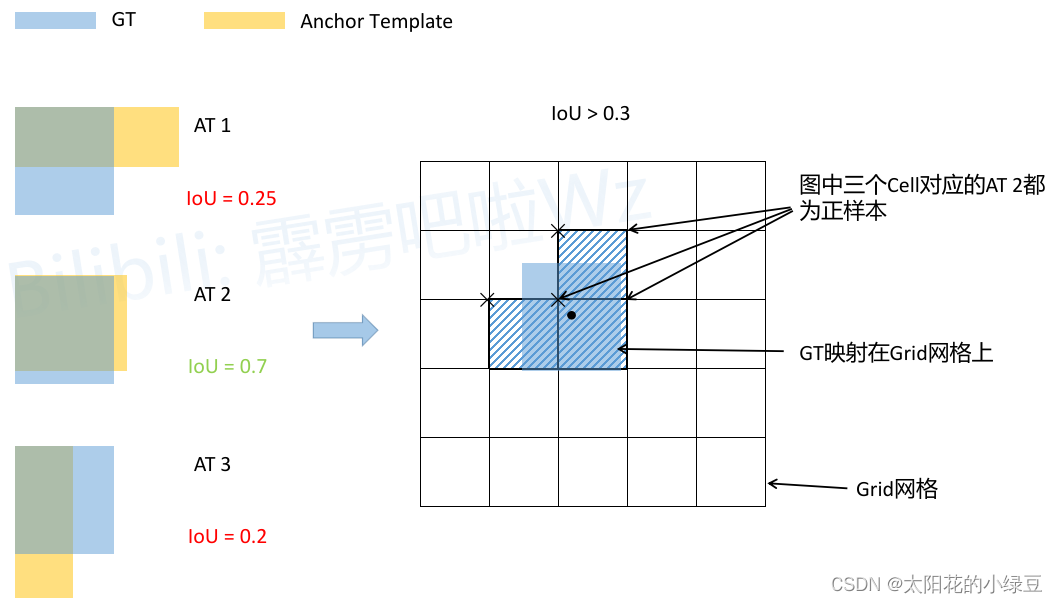 GT
Anchor Template
AT 1
IoU = 0.25
AT 2
IoU = 0.7
AT 3
IoU = 0.2
IoU > 0.3
图中三个Cell对应的AT 2都
为正样本
GT映射在Grid网格上
Grid网格
Bilibili: 霹雳吧啦Wz
CSDN @太阳花的小绿豆